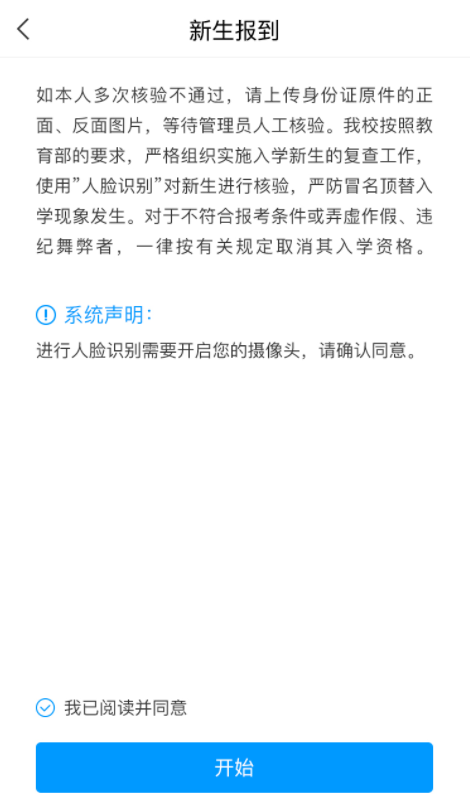 新生报到
如本人多次核验不通过，请上传身份证原件的正
面、反面图片，等待管理员人工核验。我校按照教
育部的要求，严格组织实施入学新生的复查工作，
使用”人脸识别”对新生进行核验，严防冒名顶替入
学现象发生。对于不符合报考条件或弄虚作假、违
纪舞弊者，一律按有关规定取消其入学资格。
系统声明：
进行人脸识别需要开启您的摄像头，请确认同意。
我已阅读并同意
开始